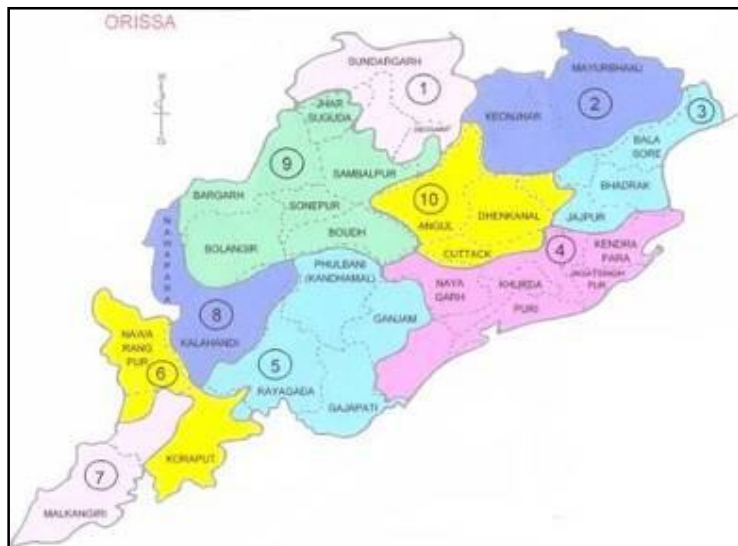 ORISSA
N
SUNDARGARH
1
MAYURBHANJ
2
KEONJHAR
3
JHAR
SUGUDA
DEOGARH
BALA
SORE
9
SAMBALPUR
BHADRAK
BARGARH
10
SONEPUR
ANGUL
DHENKANAL
JAJPUR
NAWAPARA
BOLANGIR
BOUDH
CUTTACK
4
KENDRA
PARA
PHULBANI
(KANDHAMAL)
NAYA
GARH
KHURDA
JAGATSINGH
PUR
PURI
8
KALAHANDI
GANJAM
NAWA
RANG
PUR
6
5
RAYAGADA
GAJAPATI
KORAPUT
7
MALKANGIRI